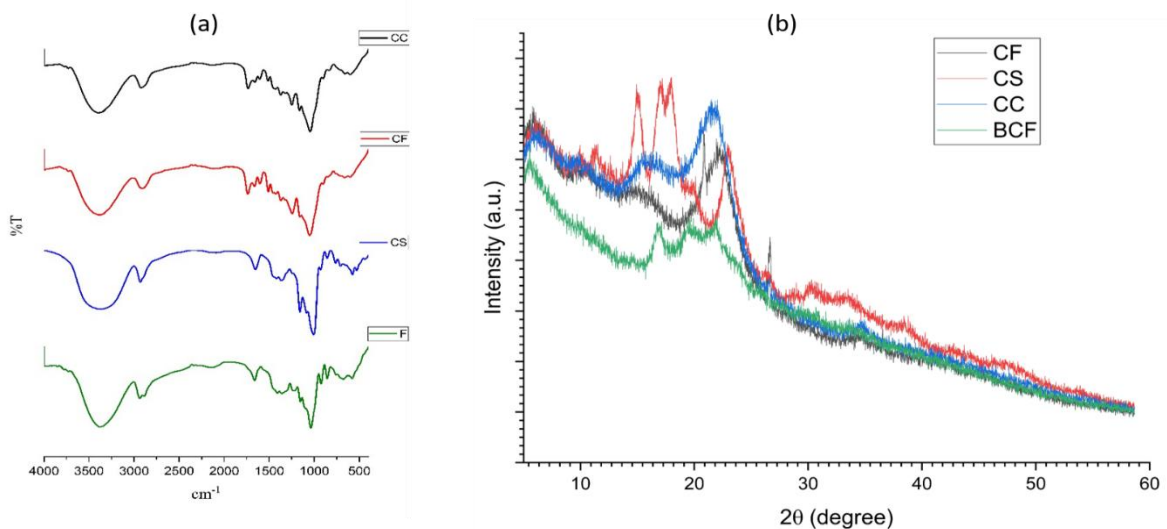 (a)
CC
CF
CS
F
%T
4000 3500 3000 2500 2000 1500 1000 500
cm-1
(b)
CF
CS
CC
BCF
Intensity (a.u.)
10 20 30 40 50 60
2θ (degree)